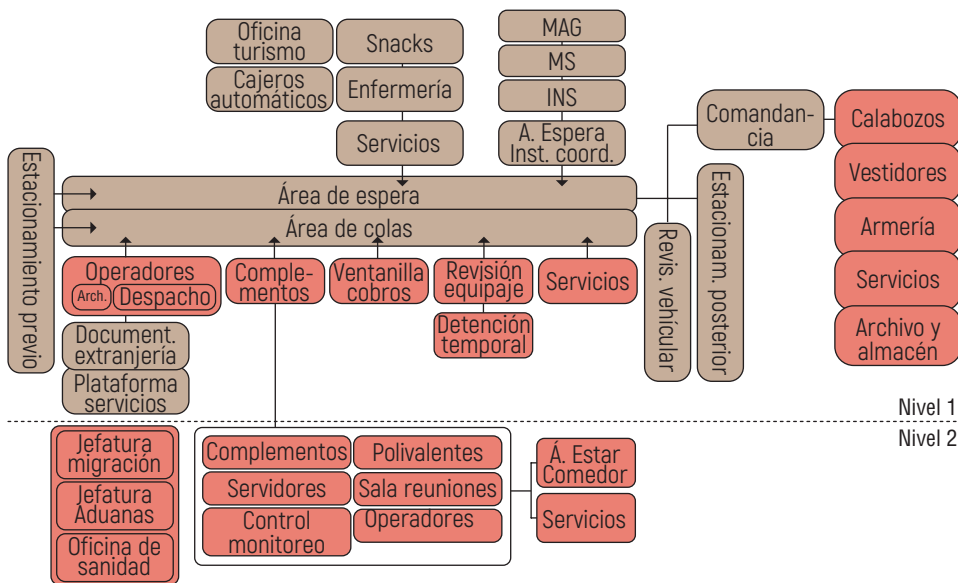 Oficina
turismo
Snacks
MAG
Cajeros
automáticos
Enfermería
MS
INS
Servicios
A. Espera
Inst. coord.
Comandan-
cia
Calabozos
Vestidores
Armería
Servicios
Archivo y
almacén
Estacionamiento previo
Área de espera
Área de colas
Revis. vehícular
Estacionam. posterior
Operadores
Arch.
Despacho
Comple-
mentos
Ventanilla
cobros
Revisión
equipaje
Servicios
Detención
temporal
Document.
extranjería
Plataforma
servicios
Nivel 1
Nivel 2
Jefatura
migración
Jefatura
Aduanas
Oficina de
sanidad
Complementos
Polivalentes
Servidores
Sala reuniones
Control
monitoreo
Operadores
Á. Estar
Comedor
Servicios